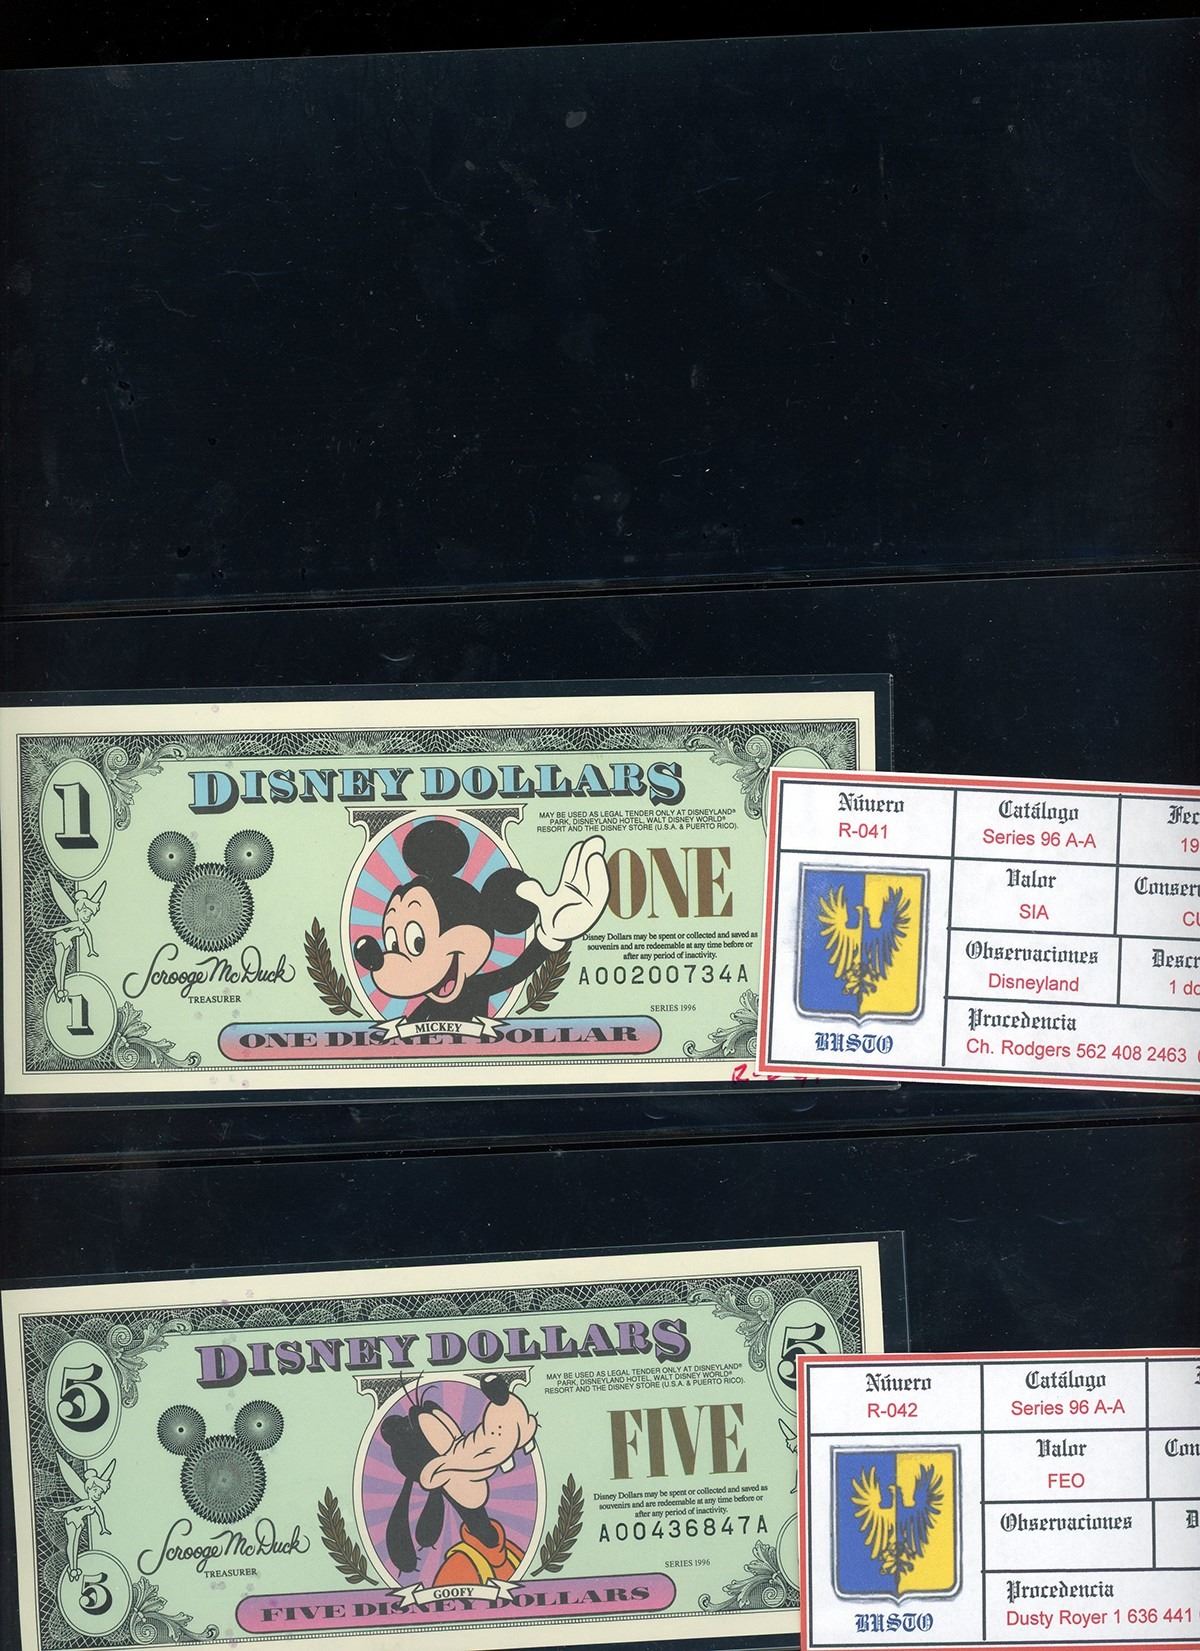 1
DISNEY DOLLARS
MAY BE USED AS LEGAL TENDER ONLY AT DISNEYLAND®
PARK, DISNEYLAND HOTEL, WALT DISNEY WORLD®
RESORT AND THE DISNEY STORE (U.S.A. & PUERTO RICO).
ONE
Disney Dollars may be spent or collected and saved as
souvenirs and are redeemable at any time before or
after any period of inactivity.
A00200734A
Scrooge McDuck
TREASURER
SERIES 1996
1
MICKEY
ONE DISNEY DOLLAR
Núuero
R-041
Catálogo
Series 96 A-A
Fec
19
Valor
SIA
Conserv
Observaciones
Disneyland
Descr
1 do
Procedencia
Ch. Rodgers 562 408 2463 (
BUSTO
5
DISNEY DOLLARS
5
MAY BE USED AS LEGAL TENDER ONLY AT DISNEYLAND®
PARK, DISNEYLAND HOTEL, WALT DISNEY WORLD®
RESORT AND THE DISNEY STORE (U.S.A. & PUERTO RICO).
FIVE
Disney Dollars may be spent or collected and saved as
souvenirs and are redeemable at any time before or
after any period of inactivity.
A00436847A
Scrooge McDuck
TREASURER
SERIES 1996
5
GOOFY
FIVE DISNEY DOLLARS
Núuero
R-042
Catálogo
Series 96 A-A
Valor
FEO
Con
Observaciones
D
Procedencia
Dusty Royer 1 636 441
BUSTO